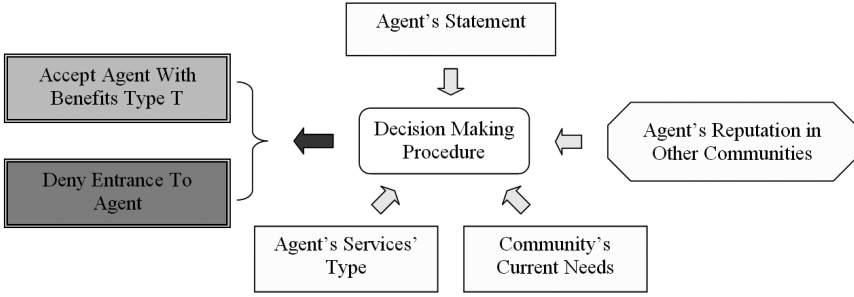 Agent’s Statement
Accept Agent With
Benefits Type T
Decision Making
Procedure
Agent’s Reputation in
Other Communities
Deny Entrance To
Agent
Agent’s Services’
Type
Community’s
Current Needs